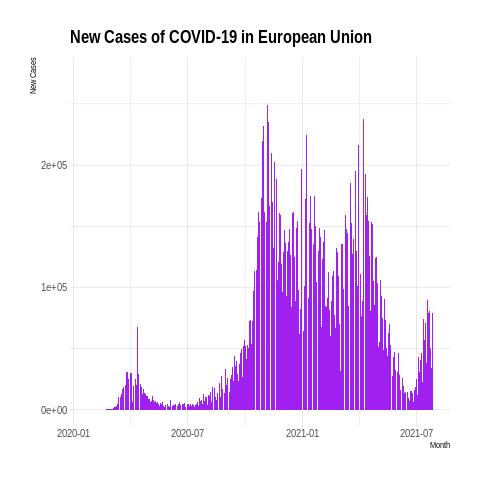 New Cases of COVID-19 in European Union
New Cases
2e+05
1e+05
0e+00
2020-01 2020-07 2021-01 2021-07
Month